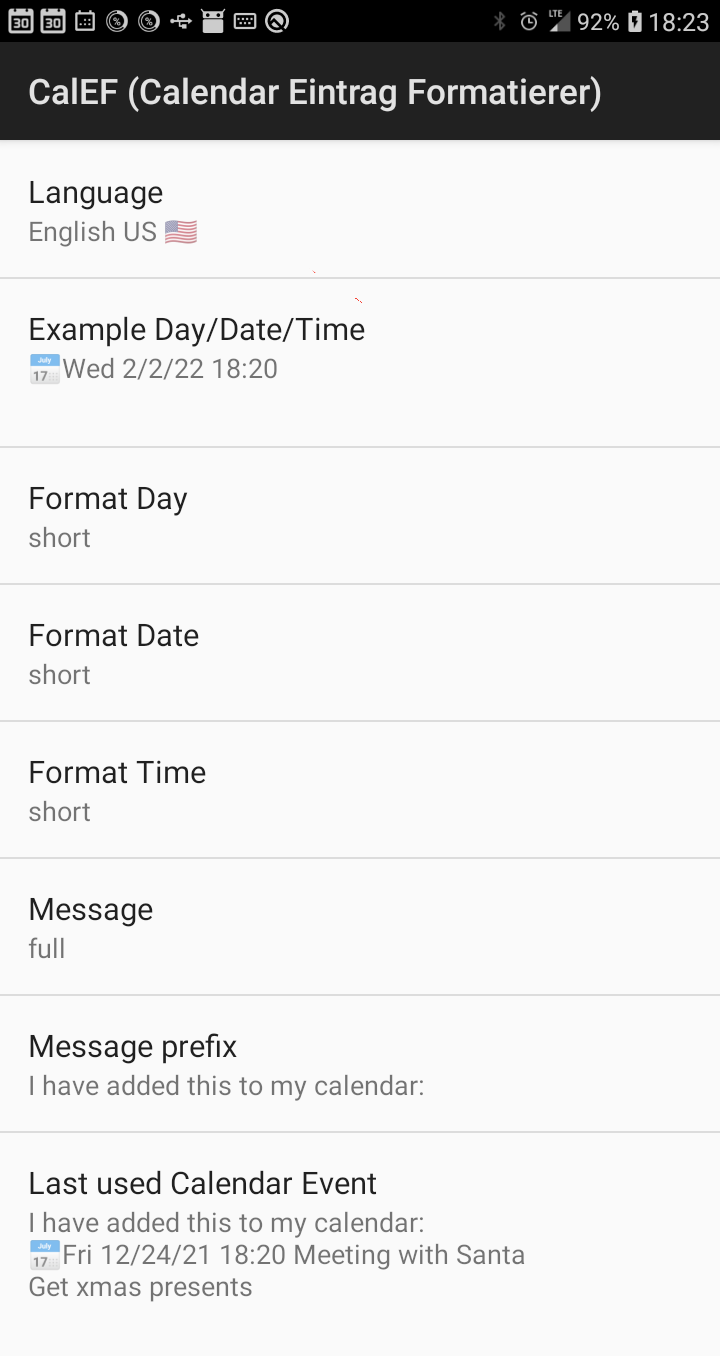 30 30 LTE 92% 18:23
CalEF (Calendar Eintrag Formatierer)
Language
English US 🇺🇸
Example Day/Date/Time
📅Wed 2/2/22 18:20
Format Day
short
Format Date
short
Format Time
short
Message
full
Message prefix
I have added this to my calendar:
Last used Calendar Event
I have added this to my calendar:
📅Fri 12/24/21 18:20 Meeting with Santa
Get xmas presents